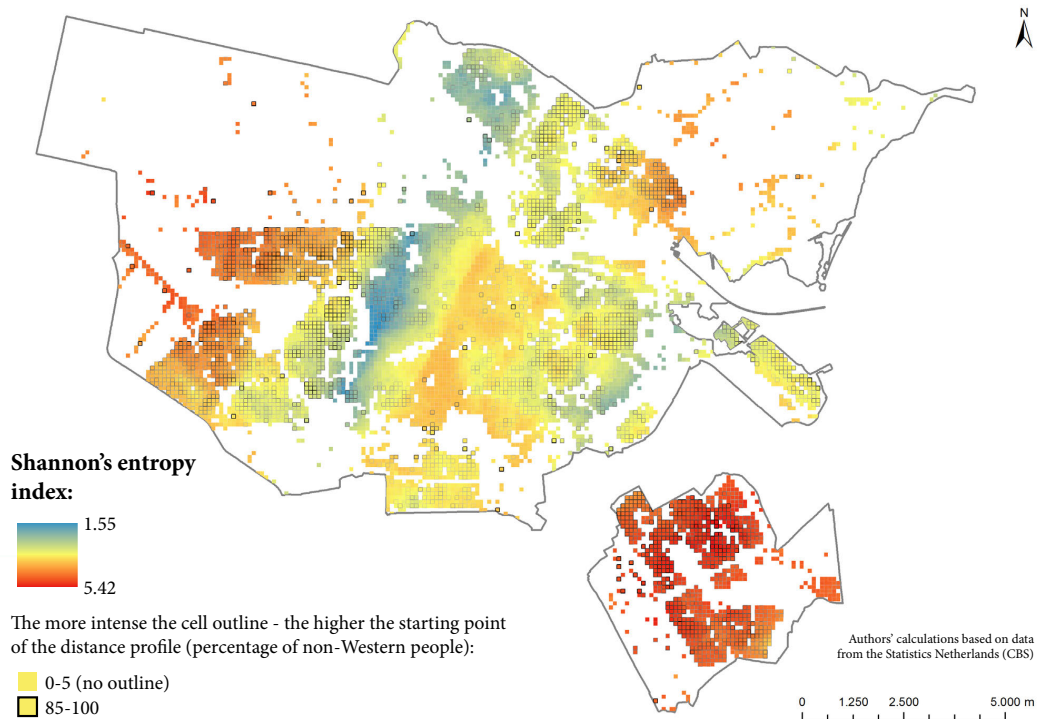 N
Shannon's entropy
index:
1.55
5.42
The more intense the cell outline - the higher the starting point
of the distance profile (percentage of non-Western people):
0-5 (no outline)
85-100
Authors' calculations based on data
from the Statistics Netherlands (CBS)
0 1.250 2.500 5.000 m